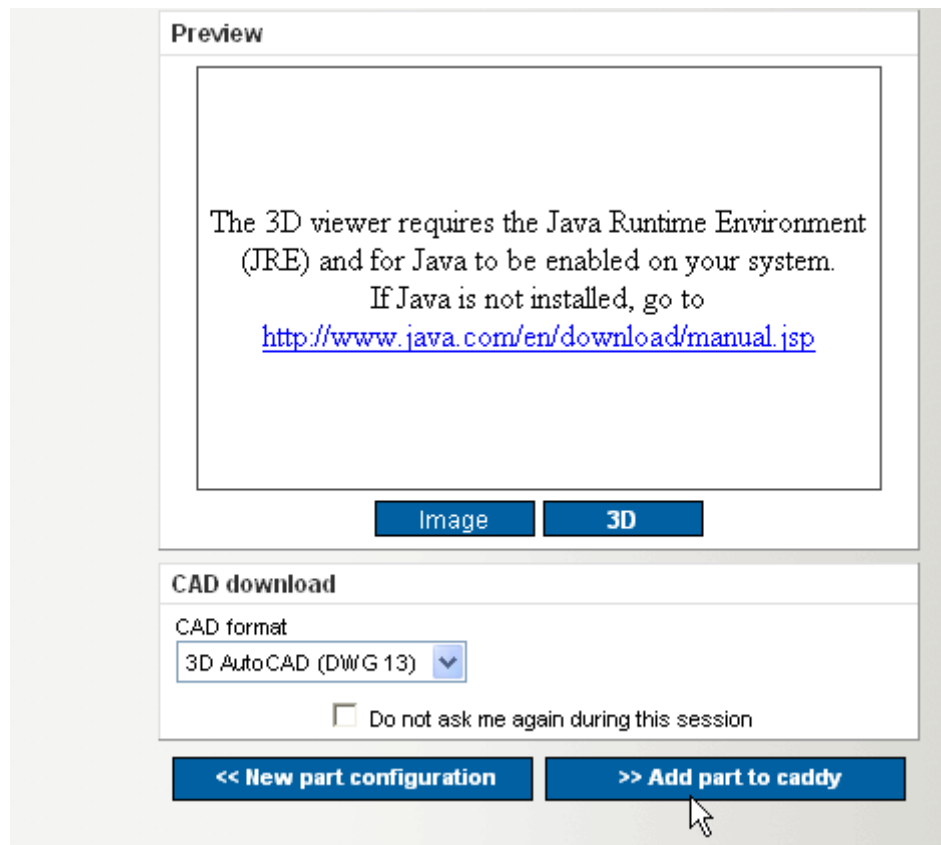 Preview
The 3D viewer requires the Java Runtime Environment
(JRE) and for Java to be enabled on your system.
If Java is not installed, go to
http://www.java.com/en/download/manual.jsp
Image 3D
CAD download
CAD format
3D AutoCAD (DWG 13)
Do not ask me again during this session
<< New part configuration >> Add part to caddy